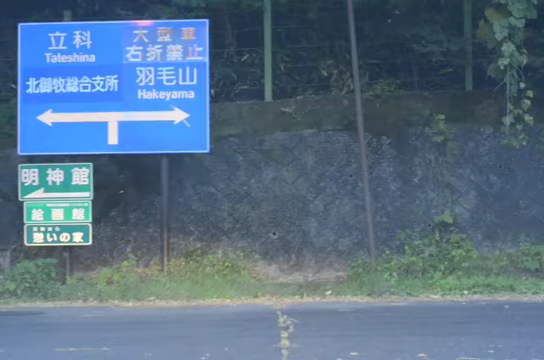 立科
Tateshina
北御牧総合支所
大型車
右折禁止
羽毛山
Hakeyama
明神館
絵画館
憩いの家